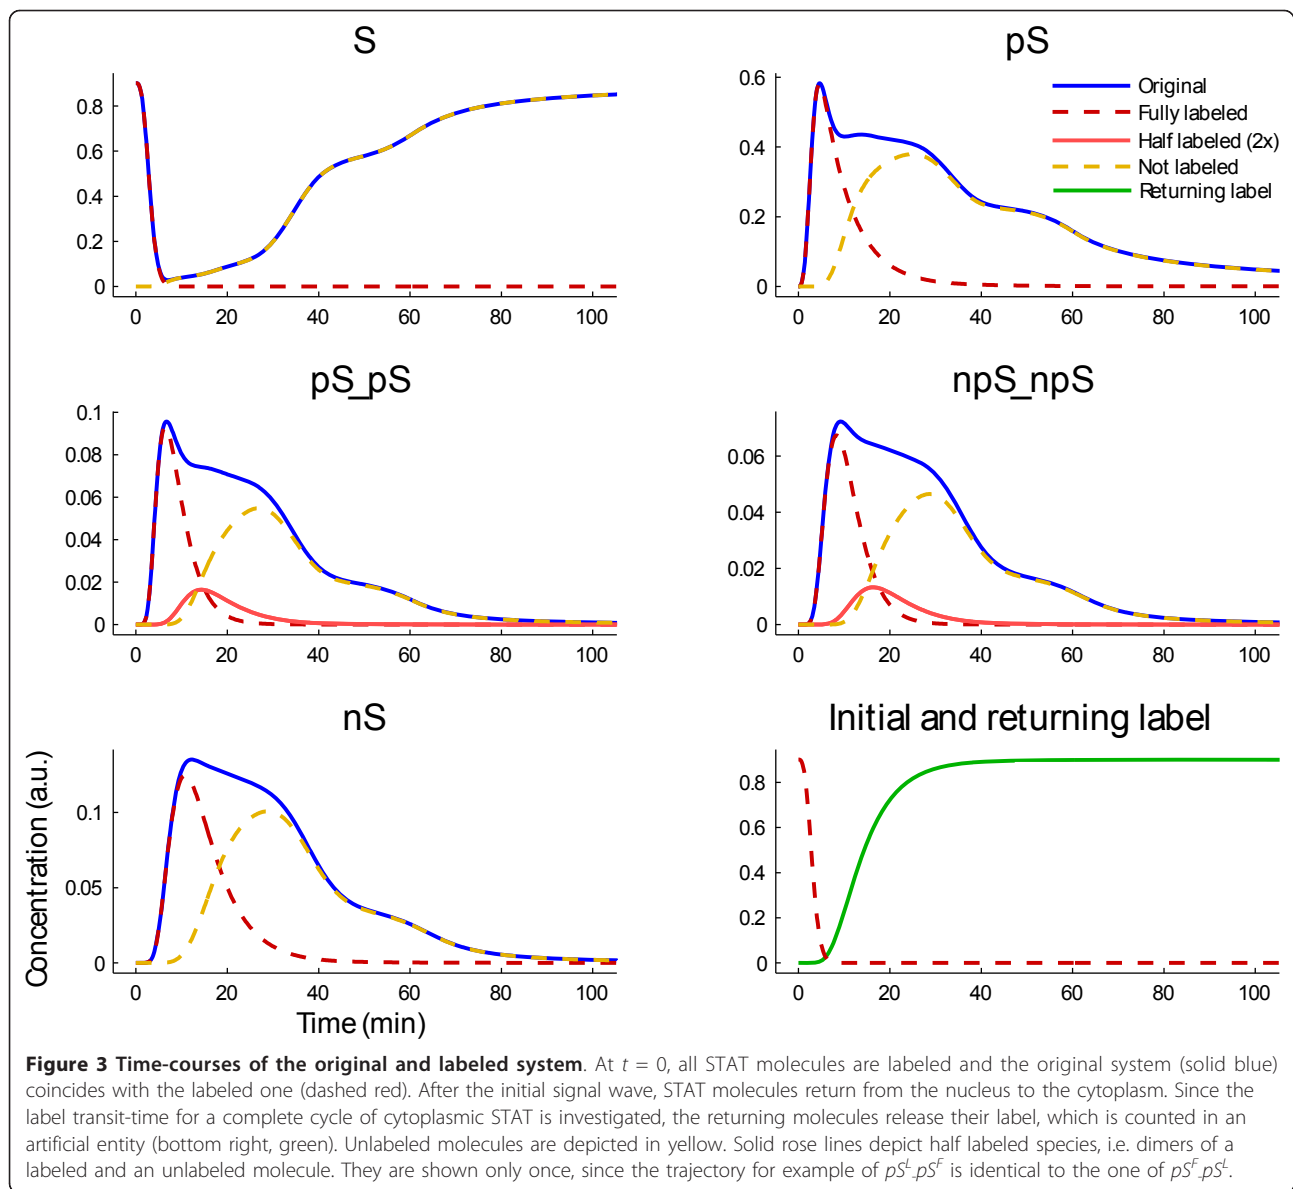 S
0.8
0.6
0.4
0.2
0
0 20 40 60 80 100
pS
0.6
0.4
0.2
0
0 20 40 60 80 100
Original
Fully labeled
Half labeled (2x)
Not labeled
Returning label
pS_pS
0.1
0.08
0.06
0.04
0.02
0
0 20 40 60 80 100
npS_npS
0.06
0.04
0.02
0
0 20 40 60 80 100
nS
0.1
0.05
0
0 20 40 60 80 100
Concentration (a.u.)
Time (min)
Initial and returning label
0.8
0.6
0.4
0.2
0
0 20 40 60 80 100
Figure 3 Time-courses of the original and labeled system. At t = 0, all STAT molecules are labeled and the original system (solid blue)
coincides with the labeled one (dashed red). After the initial signal wave, STAT molecules return from the nucleus to the cytoplasm. Since the
label transit-time for a complete cycle of cytoplasmic STAT is investigated, the returning molecules release their label, which is counted in an
artificial entity (bottom right, green). Unlabeled molecules are depicted in yellow. Solid rose lines depict half labeled species, i.e. dimers of a
labeled and an unlabeled molecule. They are shown only once, since the trajectory for example of pS^L_pS^F is identical to the one of pS^F_pS^L.